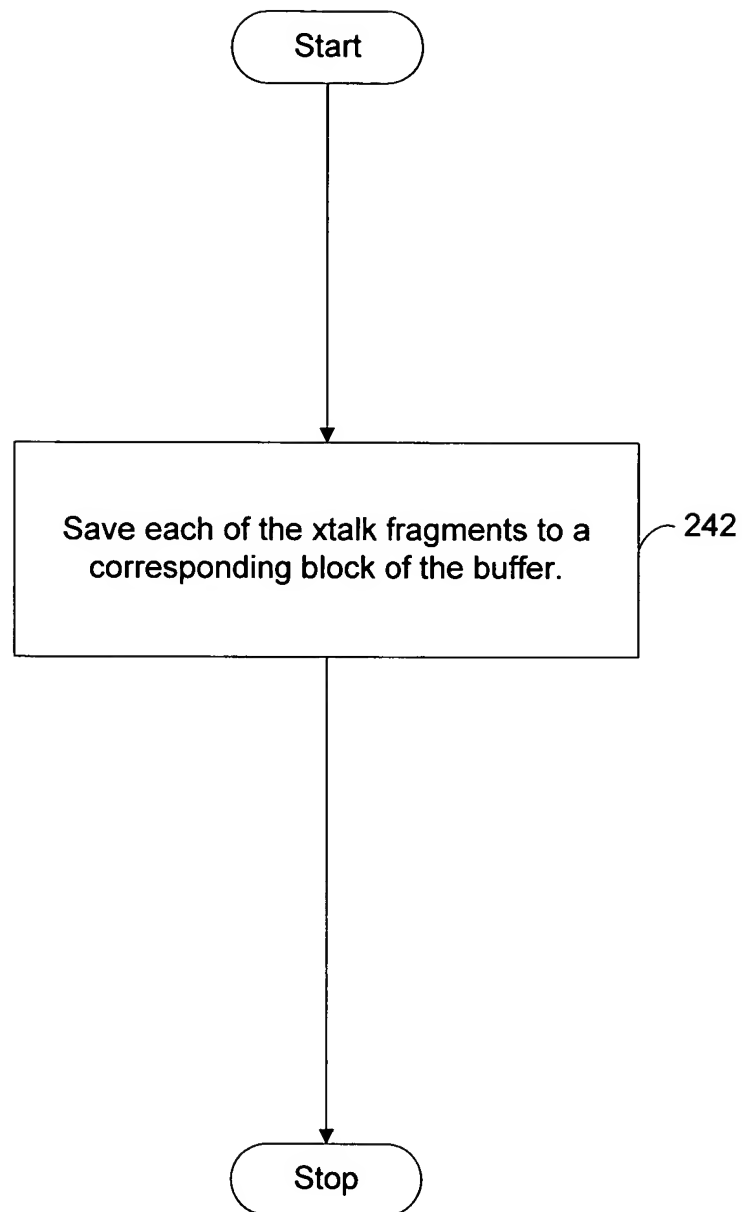 Start
Save each of the xtalk fragments to a
corresponding block of the buffer.
242
Stop